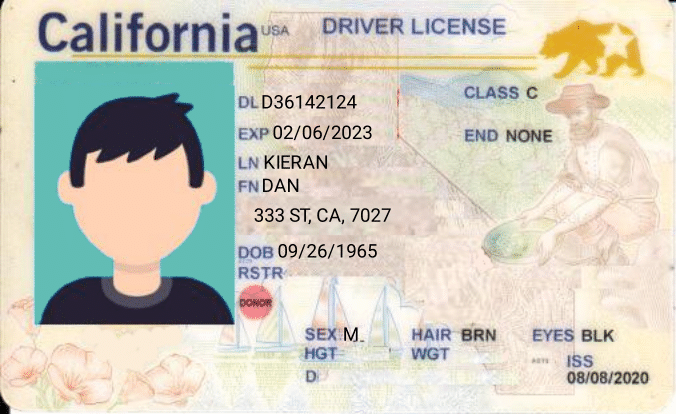 California USA DRIVER LICENSE
DL D36142124 CLASS C
EXP 02/06/2023 END NONE
LN KIERAN
FN DAN
333 ST, CA, 7027
DOB 09/26/1965
RSTR
DONOR
SEX M HAIR BRN EYES BLK
HGT WGT ISS
D 08/08/2020